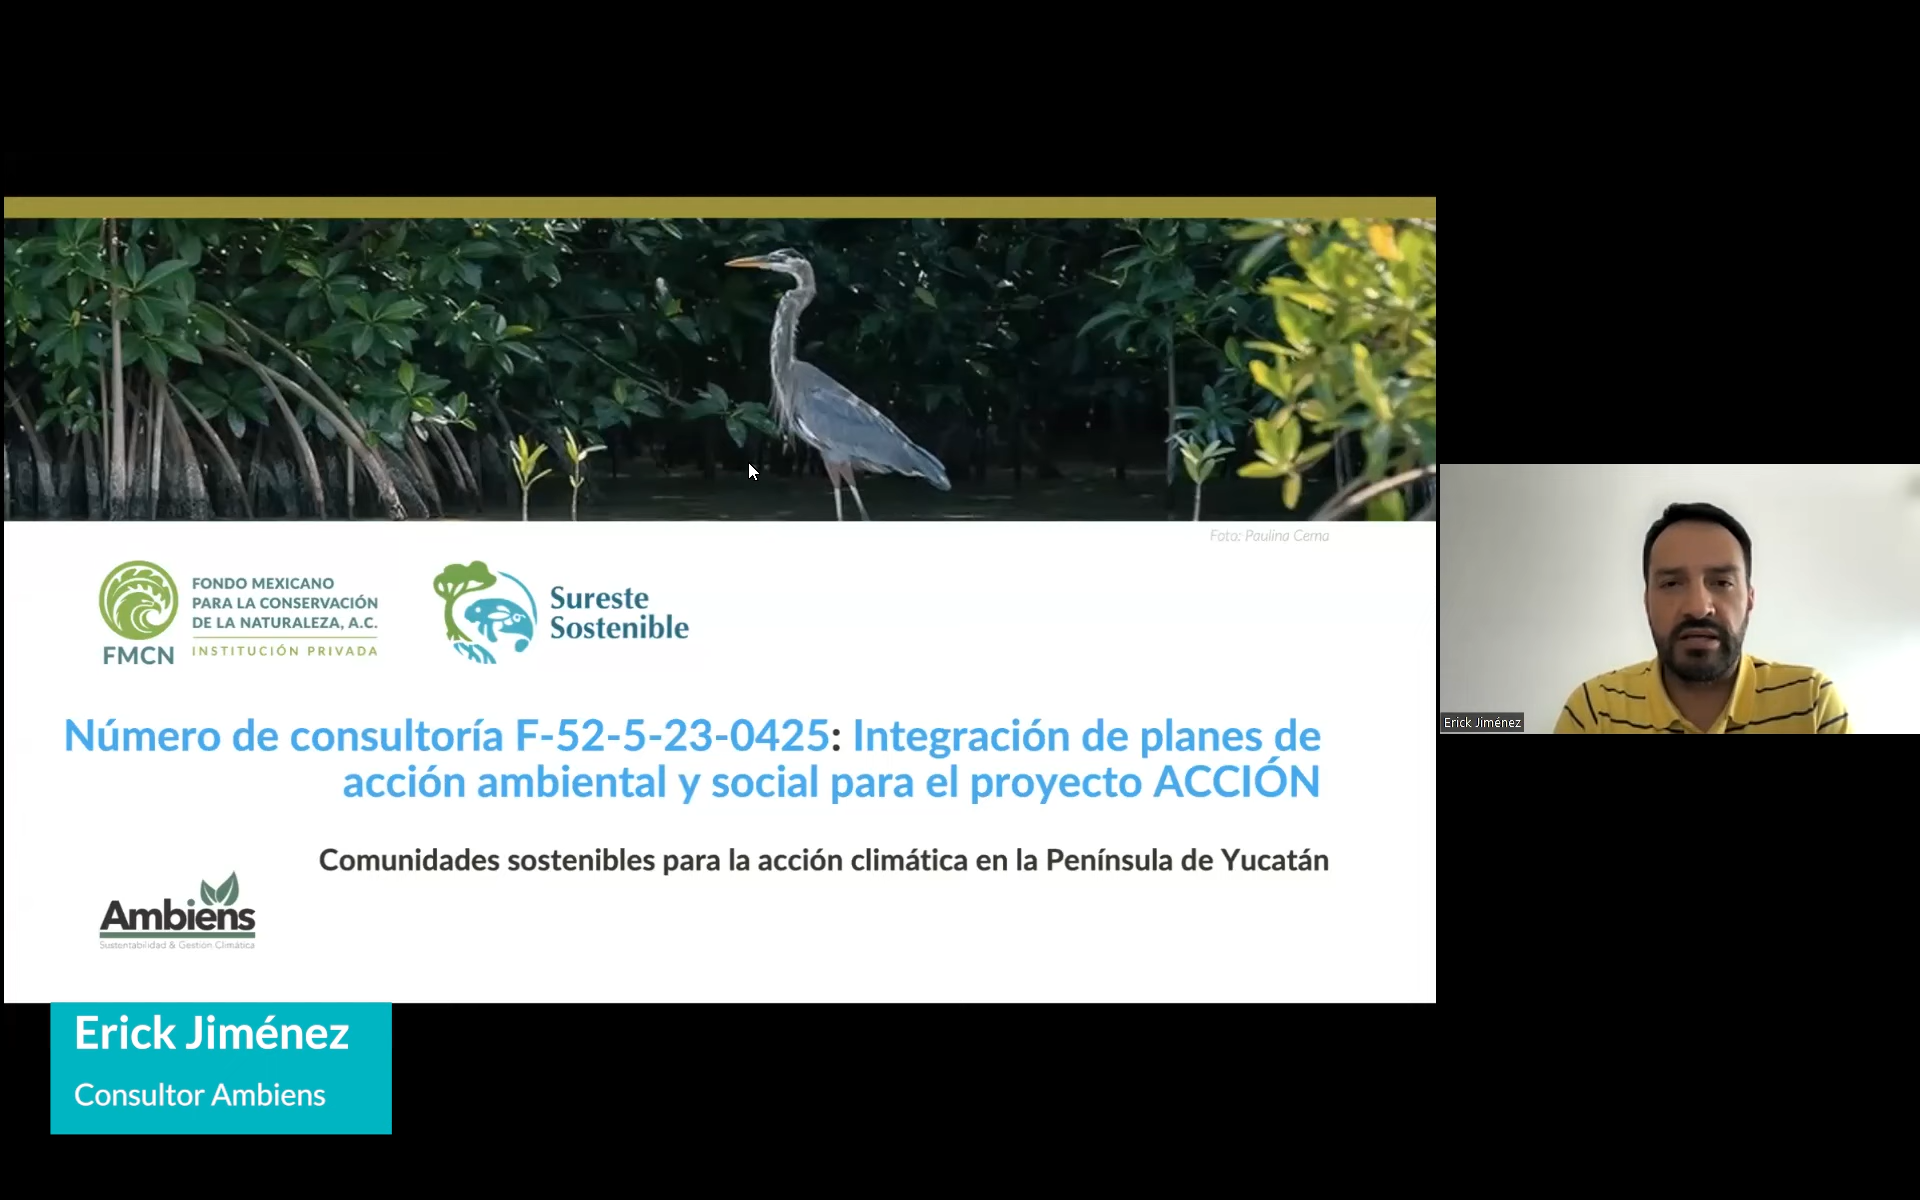 Foto: Paulina Cerna
FONDO MEXICANO
PARA LA CONSERVACIÓN
DE LA NATURALEZA, A.C.
INSTITUCIÓN PRIVADA
FMCN
Sureste
Sostenible
Número de consultoría F-52-5-23-0425: Integración de planes de
acción ambiental y social para el proyecto ACCIÓN
Comunidades sostenibles para la acción climática en la Península de Yucatán
Ambiens
Sustentabilidad & Gestión Climática
Erick Jiménez
Consultor Ambiens
Erick Jiménez